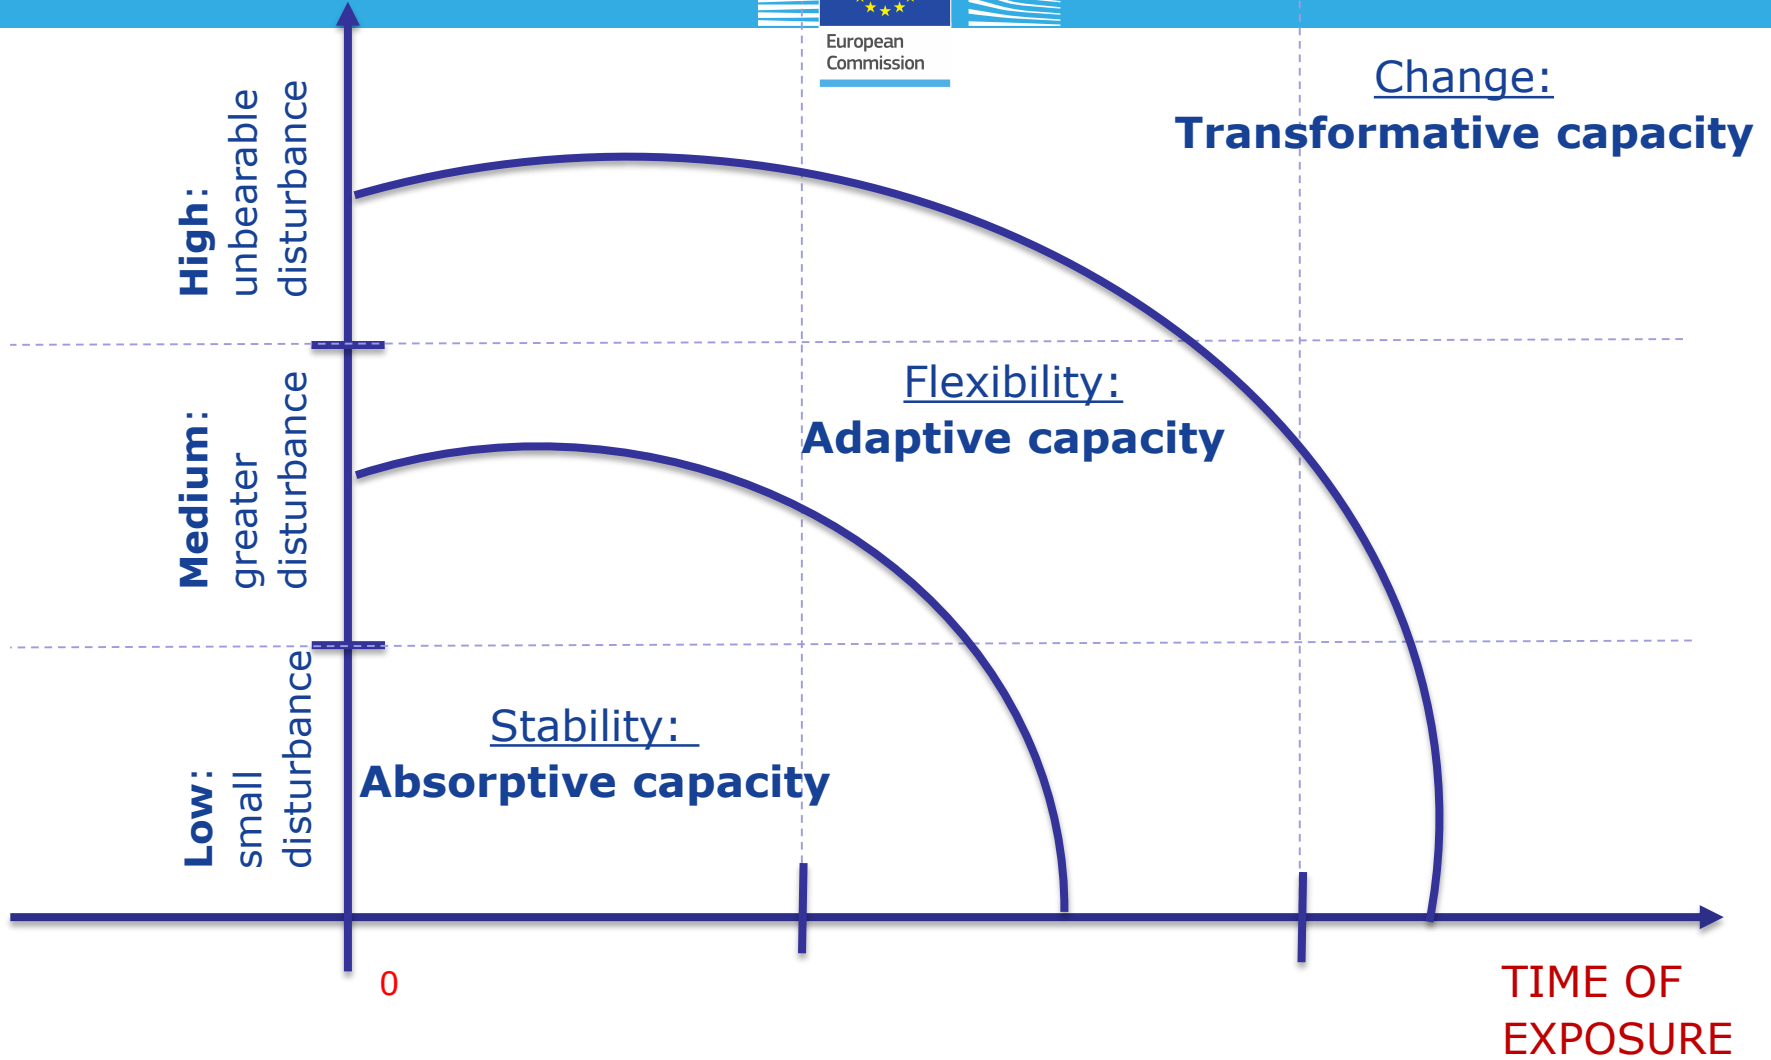 European
Commission
Change:
Transformative capacity
High:
unbearable
disturbance
Flexibility:
Adaptive capacity
Medium:
greater
disturbance
Stability:
Absorptive capacity
Low:
small
disturbance
0
TIME OF
EXPOSURE